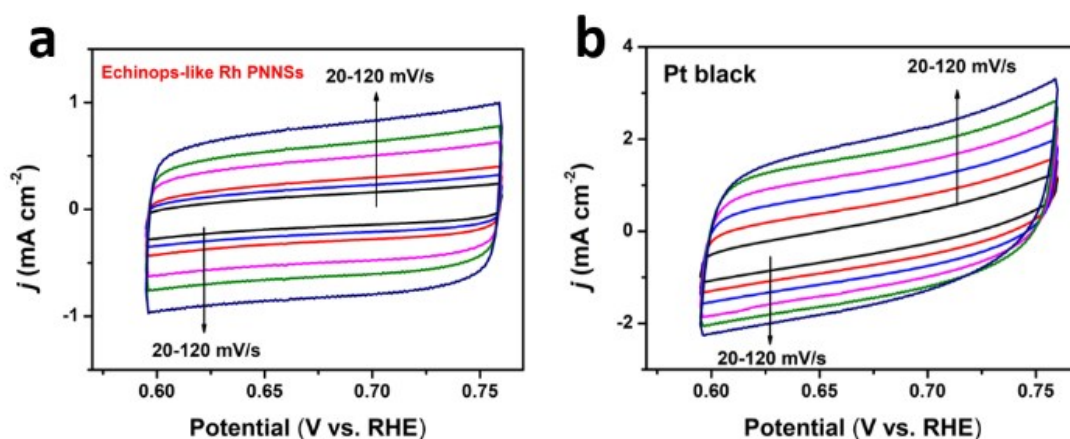 a
Echinops-like Rh PNNSs
20-120 mV/s
1
0
-1
20-120 mV/s
0.60 0.65 0.70 0.75
j (mA cm⁻²)
Potential (V vs. RHE)
b
Pt black
20-120 mV/s
4
2
0
-2
20-120 mV/s
0.60 0.65 0.70 0.75
j (mA cm⁻²)
Potential (V vs. RHE)